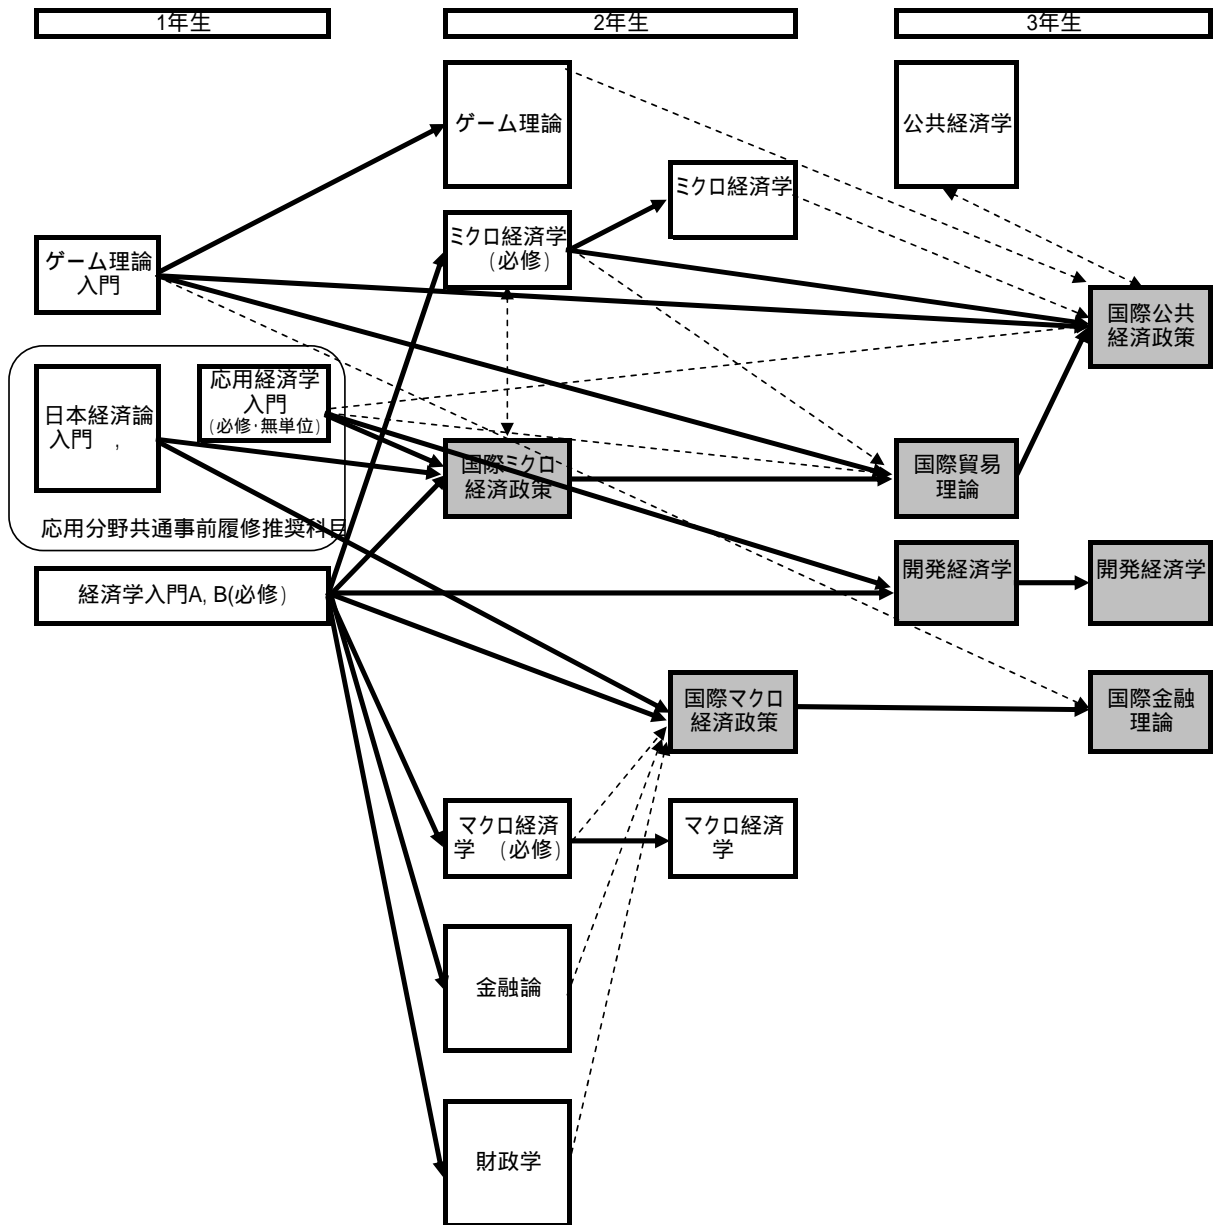 1年生
2年生
3年生
ゲーム理論
公共経済学
ミクロ経済学
ミクロ経済学
(必修)
ゲーム理論
入門
国際公共
経済政策
応用経済学
入門
(必修・無単位)
日本経済論
入門 ,
国際ミクロ
経済政策
国際貿易
理論
応用分野共通事前履修推奨科目
経済学入門A, B(必修)
開発経済学
開発経済学
国際マクロ
経済政策
国際金融
理論
マクロ経済
学 (必修)
マクロ経済
学
金融論
財政学